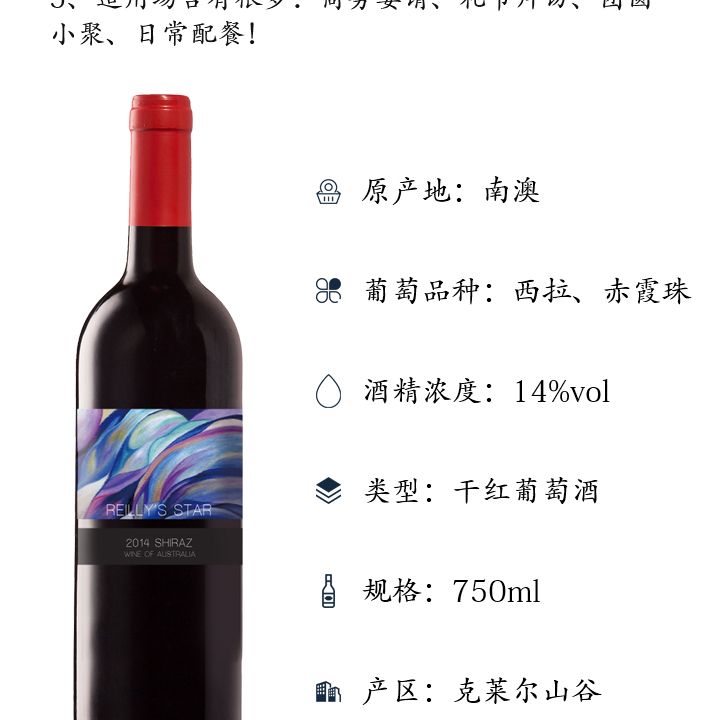 小聚、日常配餐！
原产地：南澳
葡萄品种：西拉、赤霞珠
酒精浓度：14%vol
类型：干红葡萄酒
规格：750ml
产区：克莱尔山谷
REILLY'S STAR
2014 SHIRAZ
WINE OF AUSTRALIA